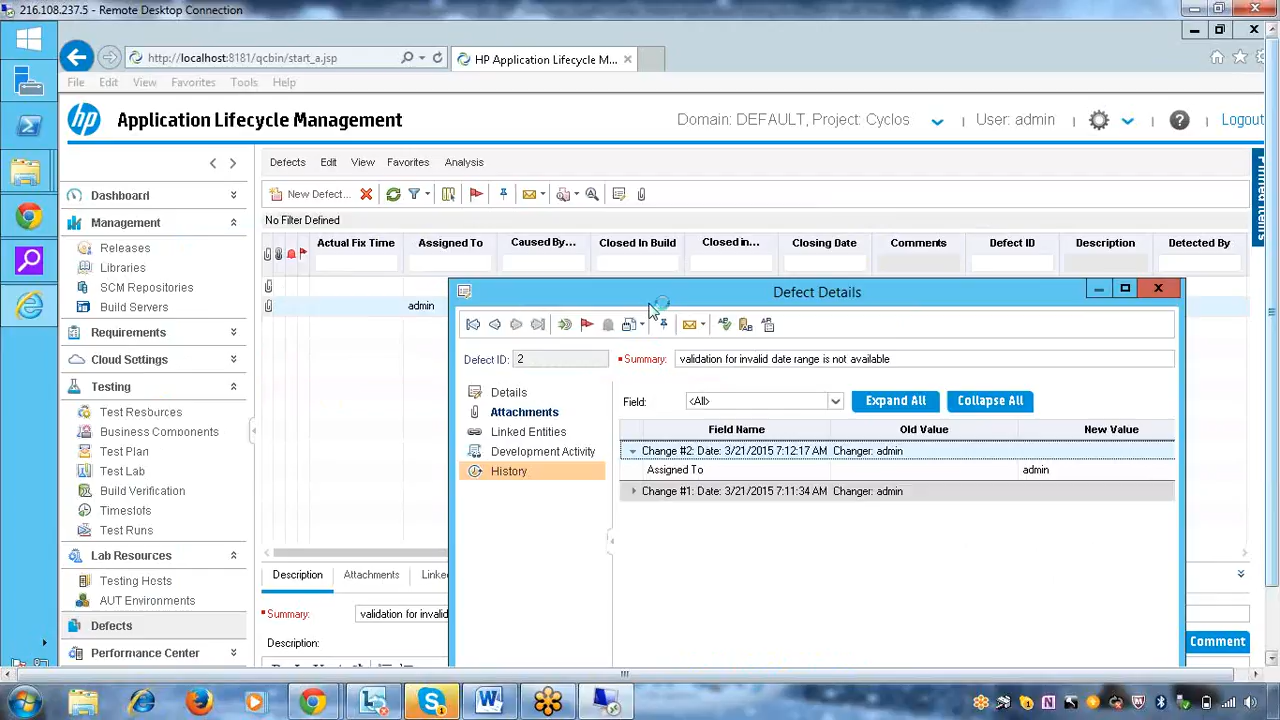 216.108.237.5 - Remote Desktop Connection
http://localhost:8181/qcbin/start_a.jsp
HP Application Lifecycle M...
File Edit View Favorites Tools Help
hp
Application Lifecycle Management
Domain: DEFAULT, Project: Cyclos
User: admin
Logout
Pinned Items
Dashboard
Management
Releases
Libraries
SCM Repositories
Build Servers
Requirements
Cloud Settings
Testing
Test Resources
Business Components
Test Plan
Test Lab
Build Verification
Timeslots
Test Runs
Lab Resources
Testing Hosts
AUT Environments
Defects
Performance Center
Defects Edit View Favorites Analysis
New Defect...
No Filter Defined
Actual Fix Time Assigned To Caused By... Closed In Build Closed in... Closing Date Comments Defect ID Description Detected By
admin
Defect Details
Defect ID: 2 Summary: validation for invalid date range is not available
Details
Attachments
Linked Entities
Development Activity
History
Field: <All> Expand All Collapse All
Field Name Old Value New Value
Change #2: Date: 3/21/2015 7:12:17 AM Changer: admin
Assigned To admin
Change #1: Date: 3/21/2015 7:11:34 AM Changer: admin
Description Attachments Linke
Summary: validation for invalid
Description:
Comment